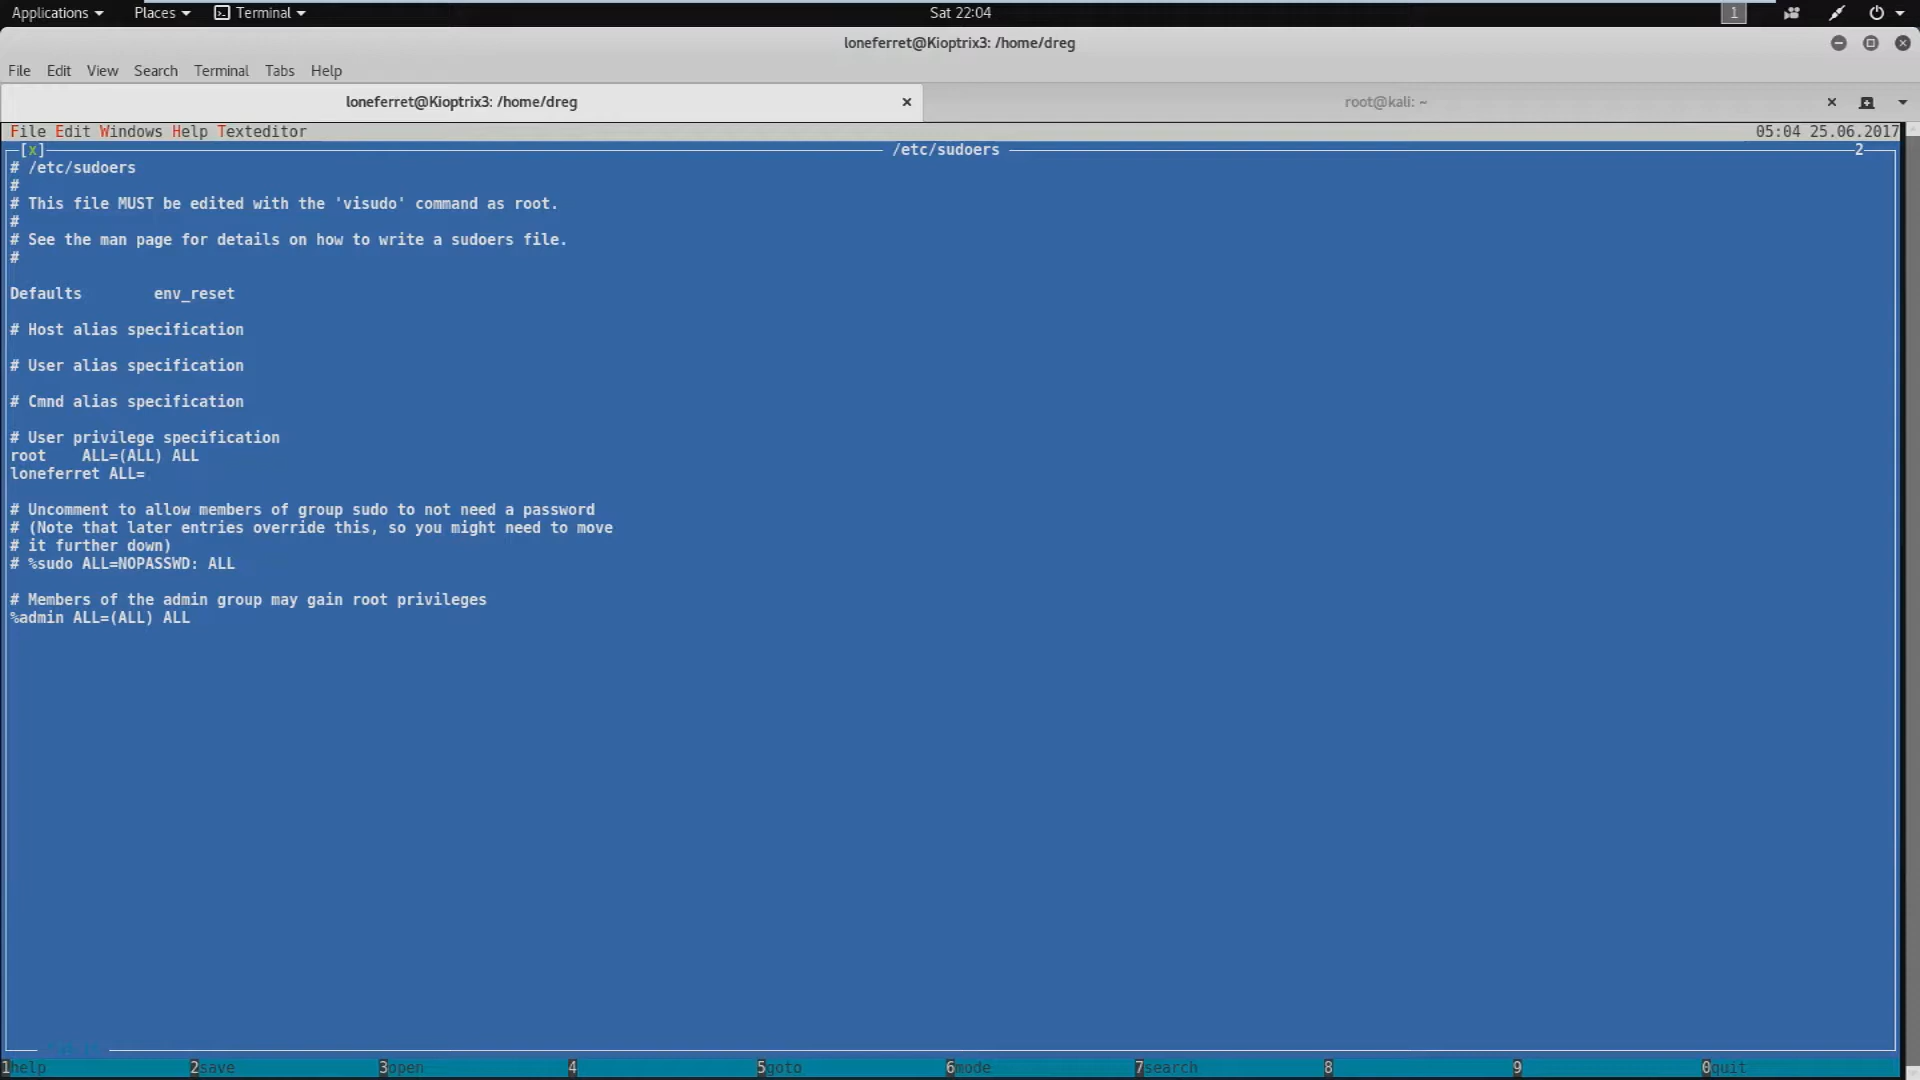 Applications Places Terminal Sat 22:04 1
loneferret@Kioptrix3: /home/dreg
File Edit View Search Terminal Tabs Help
loneferret@Kioptrix3: /home/dreg root@kali: ~
File Edit Windows Help Texteditor 05:04 25.06.2017
[x] /etc/sudoers 2
# /etc/sudoers
#
# This file MUST be edited with the 'visudo' command as root.
#
# See the man page for details on how to write a sudoers file.
#
Defaults env_reset
# Host alias specification
# User alias specification
# Cmnd alias specification
# User privilege specification
root ALL=(ALL) ALL
loneferret ALL=
# Uncomment to allow members of group sudo to not need a password
# (Note that later entries override this, so you might need to move
# it further down)
# %sudo ALL=NOPASSWD: ALL
# Members of the admin group may gain root privileges
%admin ALL=(ALL) ALL
1help 2save 3open 4 5goto 6mode 7search 8 9 0quit